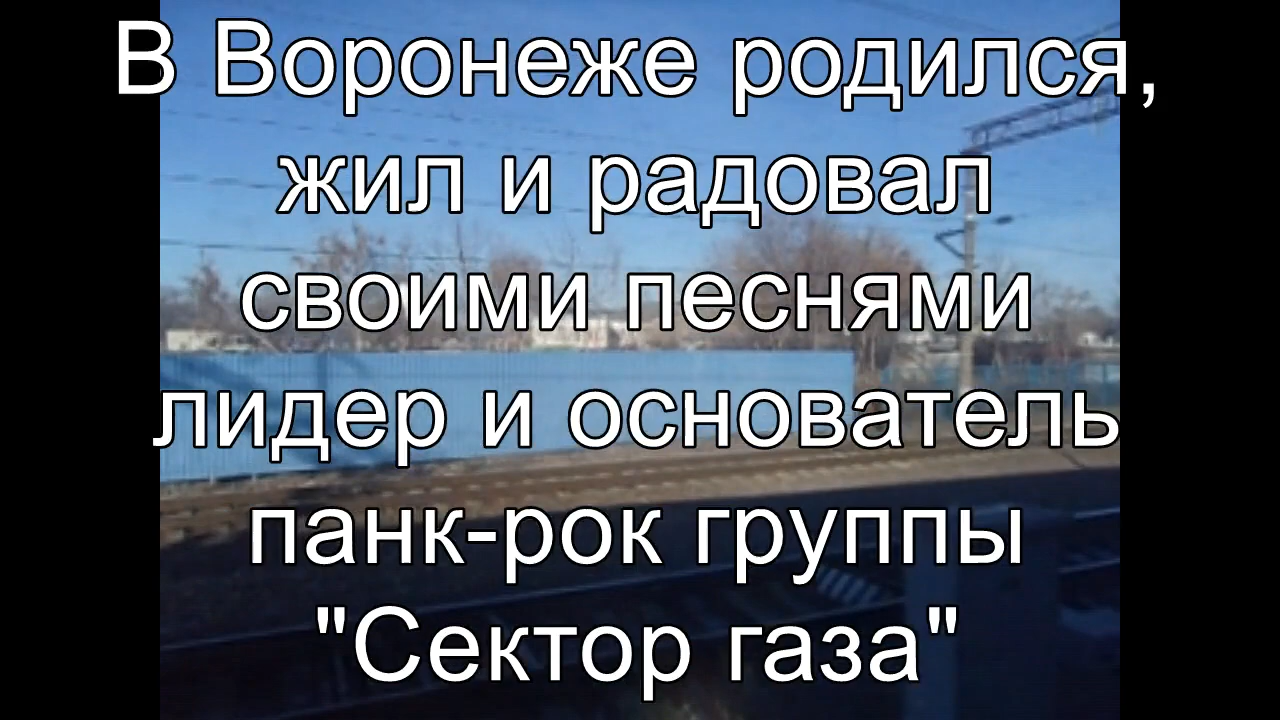 В Воронеже родился,
жил и радовал
своими песнями
лидер и основатель
панк-рок группы
"Сектор газа"